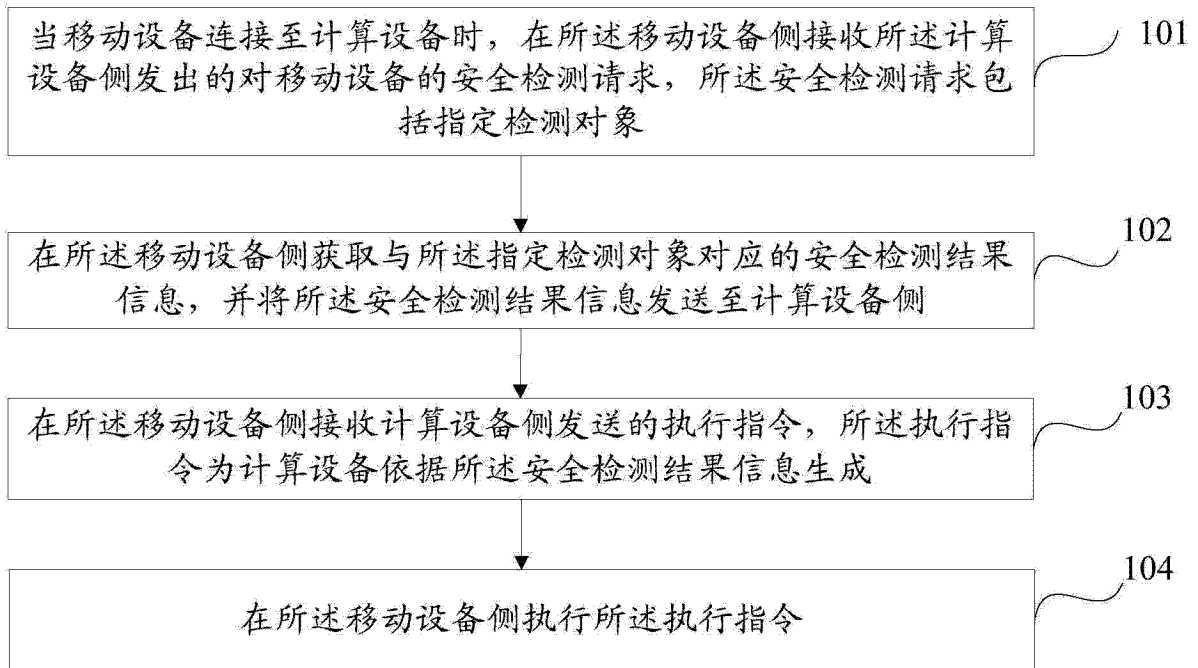 当移动设备连接至计算设备时，在所述移动设备侧接收所述计算
设备侧发出的对移动设备的安全检测请求，所述安全检测请求包
括指定检测对象
101
在所述移动设备侧获取与所述指定检测对象对应的安全检测结果
信息，并将所述安全检测结果信息发送至计算设备侧
102
在所述移动设备侧接收计算设备侧发送的执行指令，所述执行指
令为计算设备依据所述安全检测结果信息生成
103
在所述移动设备侧执行所述执行指令
104